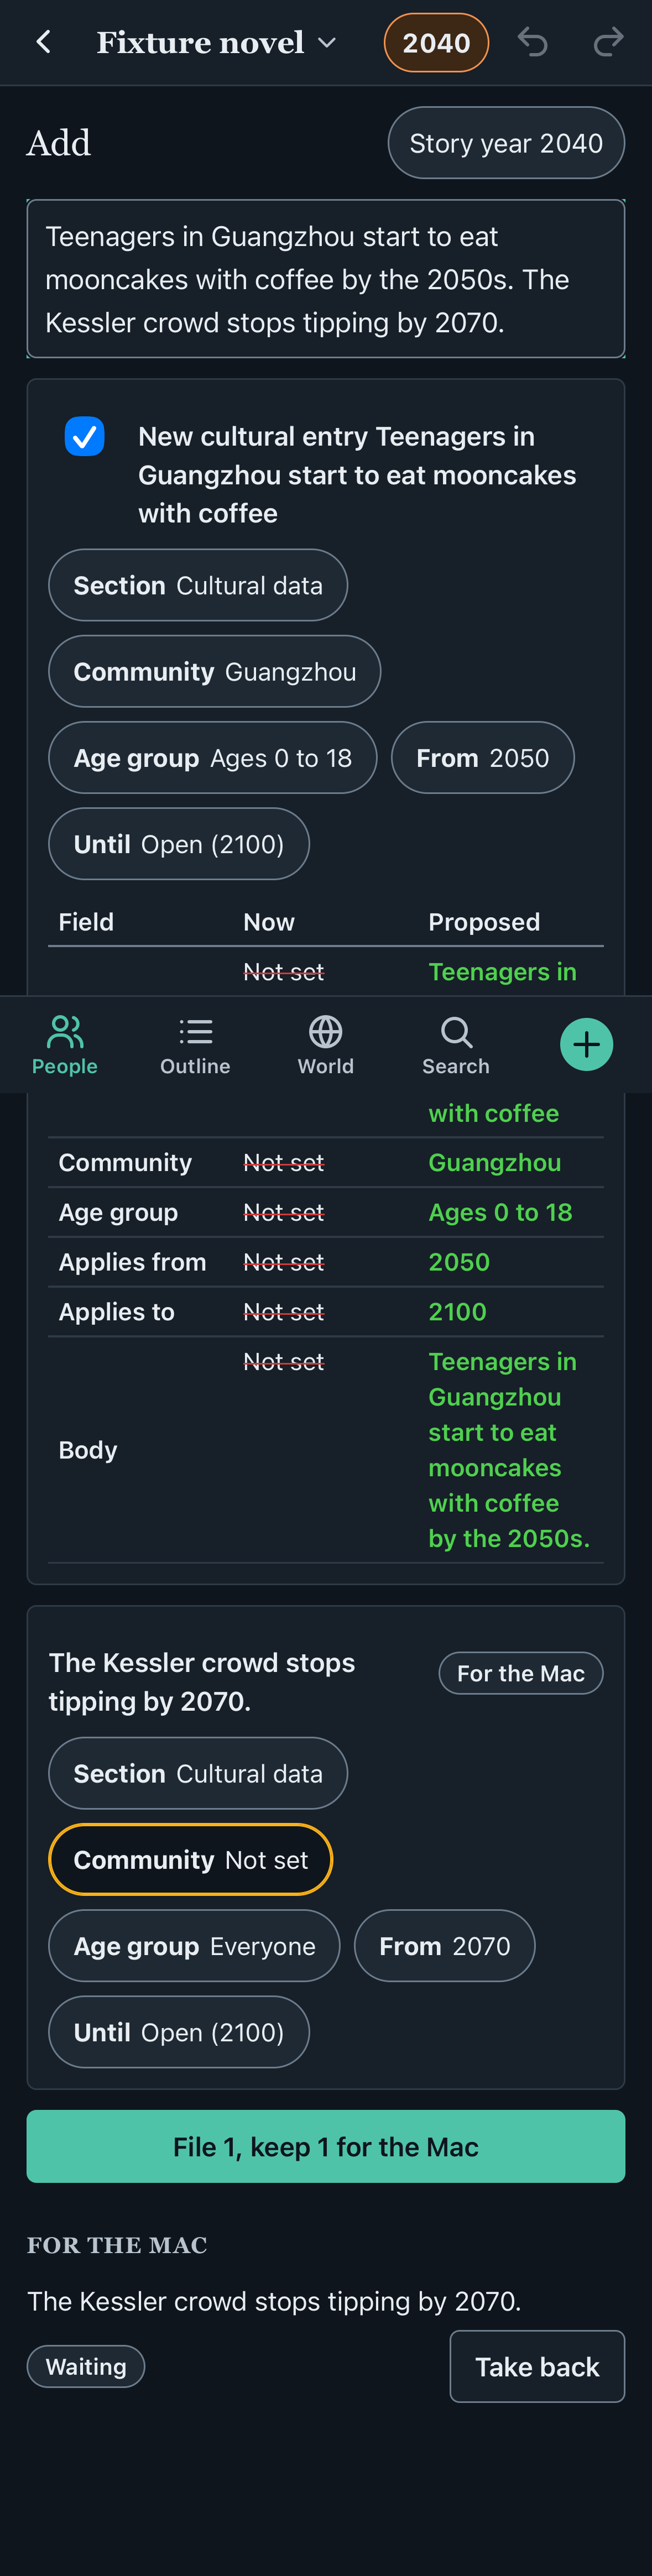 Fixture novel
2040
Add
Story year 2040
Teenagers in Guangzhou start to eat
mooncakes with coffee by the 2050s. The
Kessler crowd stops tipping by 2070.
New cultural entry Teenagers in
Guangzhou start to eat mooncakes
with coffee
Section Cultural data
Community Guangzhou
Age group Ages 0 to 18
From 2050
Until Open (2100)
Field Now Proposed
Not set Teenagers in
People
Outline
World
Search
with coffee
Community Not set Guangzhou
Age group Not set Ages 0 to 18
Applies from Not set 2050
Applies to Not set 2100
Body Not set Teenagers in
Guangzhou
start to eat
mooncakes
with coffee
by the 2050s.
The Kessler crowd stops
tipping by 2070.
For the Mac
Section Cultural data
Community Not set
Age group Everyone
From 2070
Until Open (2100)
File 1, keep 1 for the Mac
FOR THE MAC
The Kessler crowd stops tipping by 2070.
Waiting
Take back